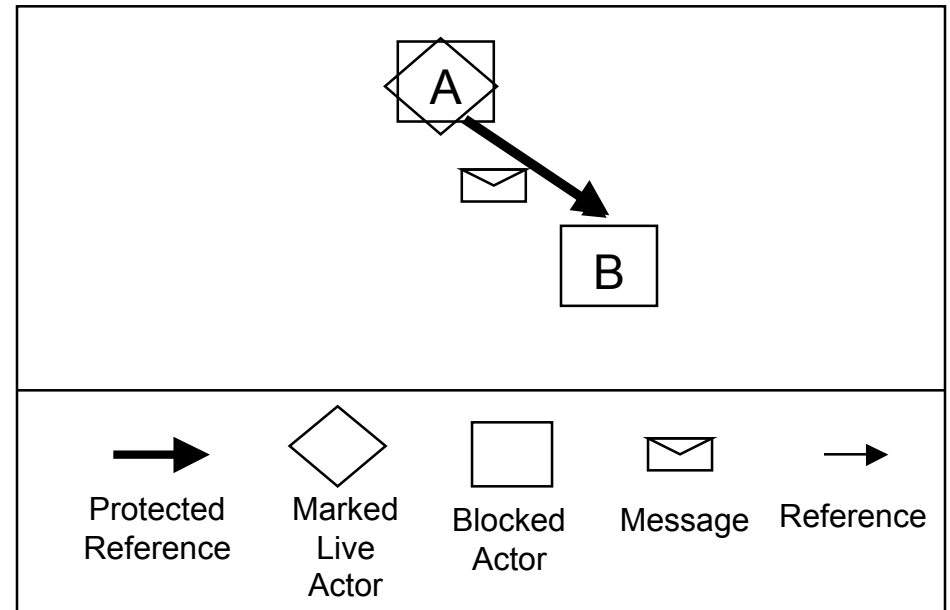 A
B
Protected
Reference
Marked
Live
Actor
Blocked
Actor
Message
Reference